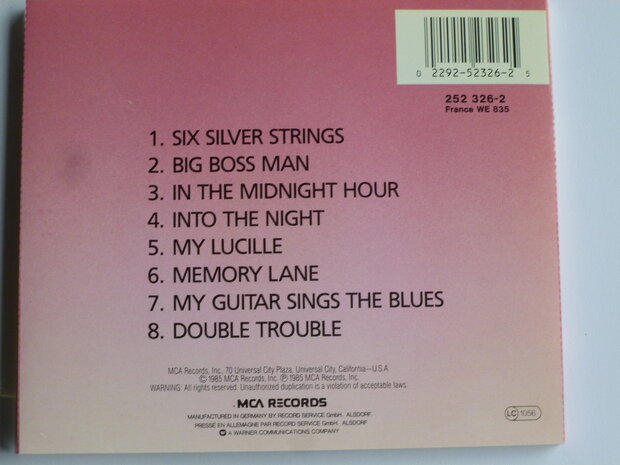 0 2292-52326-2 5
252 326-2
France WE 835
1. SIX SILVER STRINGS
2. BIG BOSS MAN
3. IN THE MIDNIGHT HOUR
4. INTO THE NIGHT
5. MY LUCILLE
6. MEMORY LANE
7. MY GUITAR SINGS THE BLUES
8. DOUBLE TROUBLE
MCA Records, Inc., 70 Universal City Plaza, Universal City, California—U.S.A.
© 1985 MCA Records, Inc. ℗ 1985 MCA Records, Inc.
WARNING: All rights reserved. Unauthorized duplication is a violation of acceptable laws.
MCA RECORDS
MANUFACTURED IN GERMANY BY RECORD SERVICE GmbH. ALSDORF.
PRESSÉ EN ALLEMAGNE PAR RECORD SERVICE GmbH. ALSDORF
A WARNER COMMUNICATIONS COMPANY
LC 1056